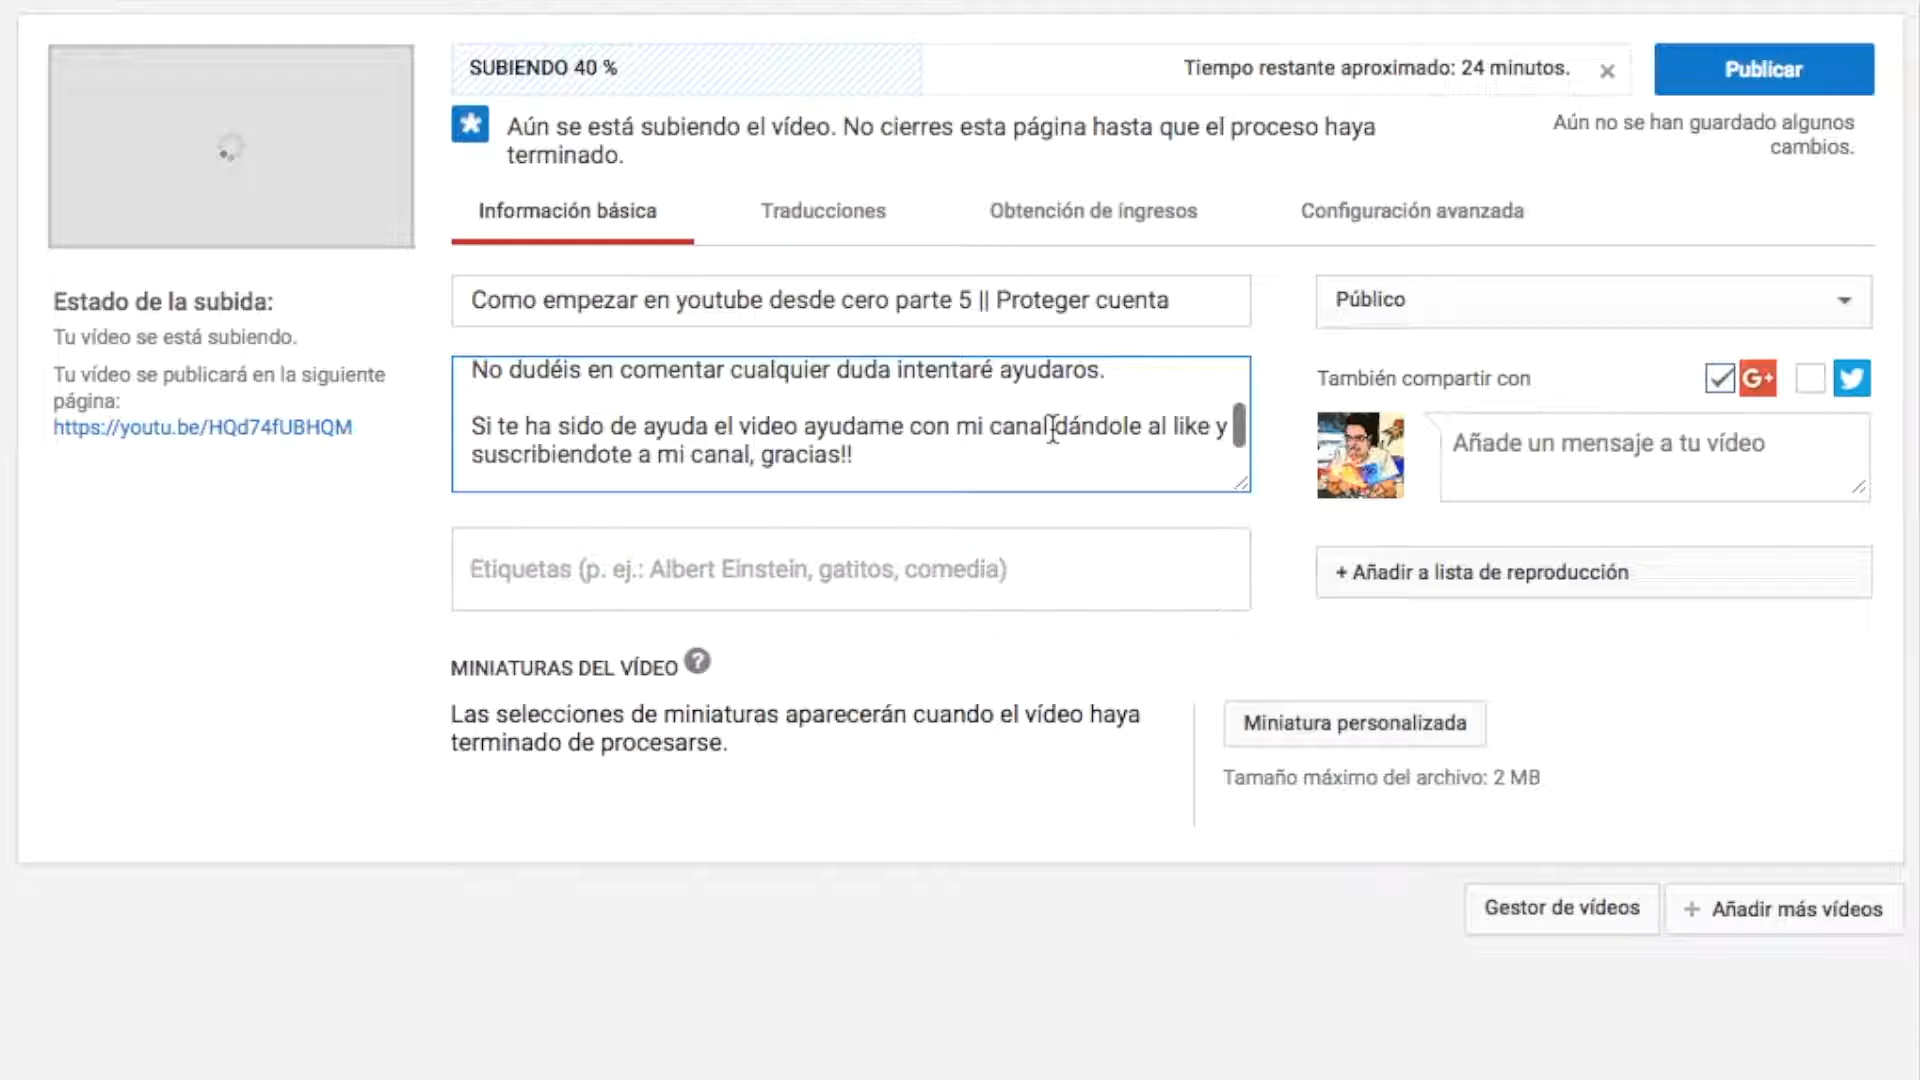 SUBIENDO 40 %
Tiempo restante aproximado: 24 minutos.
Publicar
Aún se está subiendo el vídeo. No cierres esta página hasta que el proceso haya
terminado.
Aún no se han guardado algunos
cambios.
Información básica
Traducciones
Obtención de ingresos
Configuración avanzada
Estado de la subida:
Tu vídeo se está subiendo.
Tu vídeo se publicará en la siguiente
página:
https://youtu.be/HQd74fUBHQM
Como empezar en youtube desde cero parte 5 || Proteger cuenta
No dudéis en comentar cualquier duda intentaré ayudaros.
Si te ha sido de ayuda el video ayudame con mi canal dándole al like y
suscribiendote a mi canal, gracias!!
Etiquetas (p. ej.: Albert Einstein, gatitos, comedia)
Público
También compartir con
G+
Añade un mensaje a tu vídeo
+ Añadir a lista de reproducción
MINIATURAS DEL VÍDEO ?
Las selecciones de miniaturas aparecerán cuando el vídeo haya
terminado de procesarse.
Miniatura personalizada
Tamaño máximo del archivo: 2 MB
Gestor de vídeos
+ Añadir más vídeos